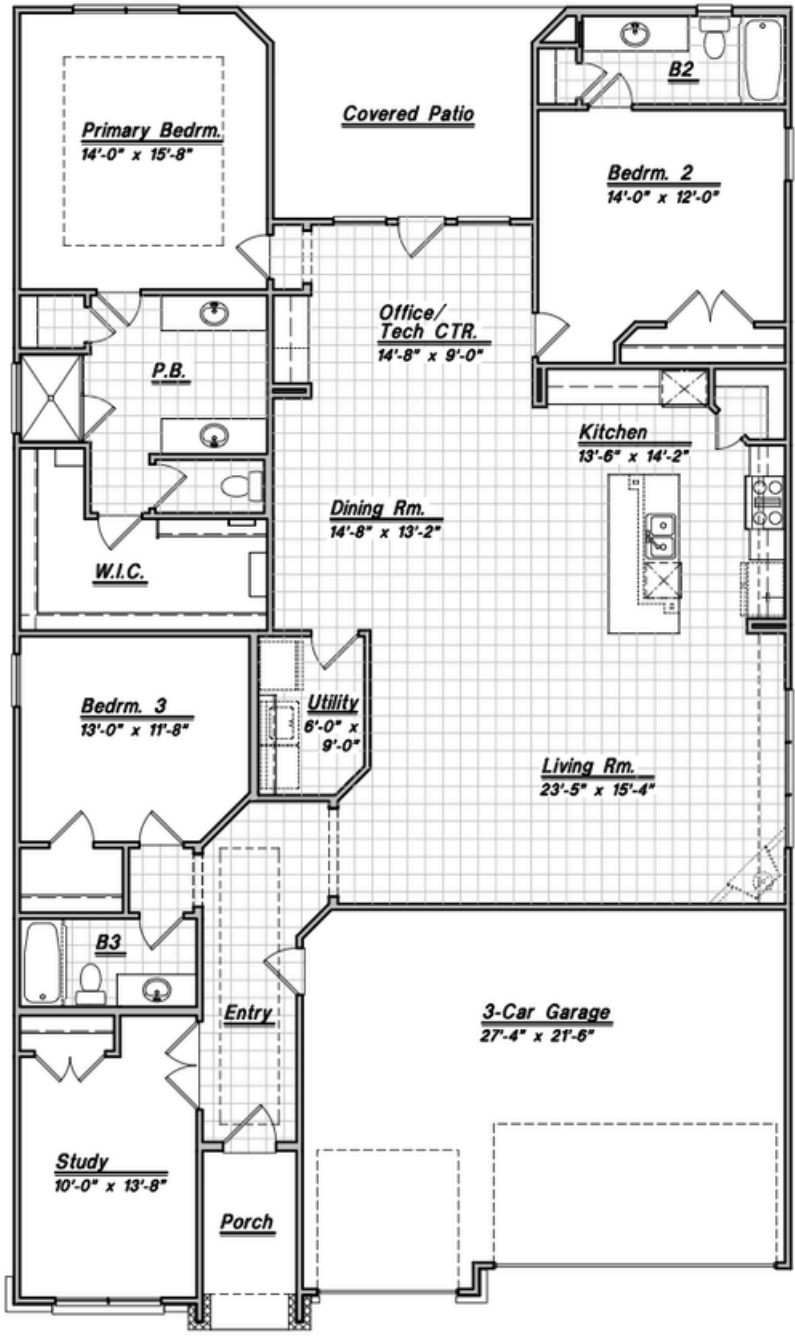 B2
Covered Patio
Primary Bedrm.
14'-0" x 15'-8"
Bedrm. 2
14'-0" x 12'-0"
Office/
Tech CTR.
14'-8" x 9'-0"
P.B.
Kitchen
13'-6" x 14'-2"
Dining Rm.
14'-8" x 13'-2"
W.I.C.
Bedrm. 3
13'-0" x 11'-8"
Utility
6'-0" x
9'-0"
Living Rm.
23'-5" x 15'-4"
B3
Entry
3-Car Garage
27'-4" x 21'-6"
Study
10'-0" x 13'-8"
Porch